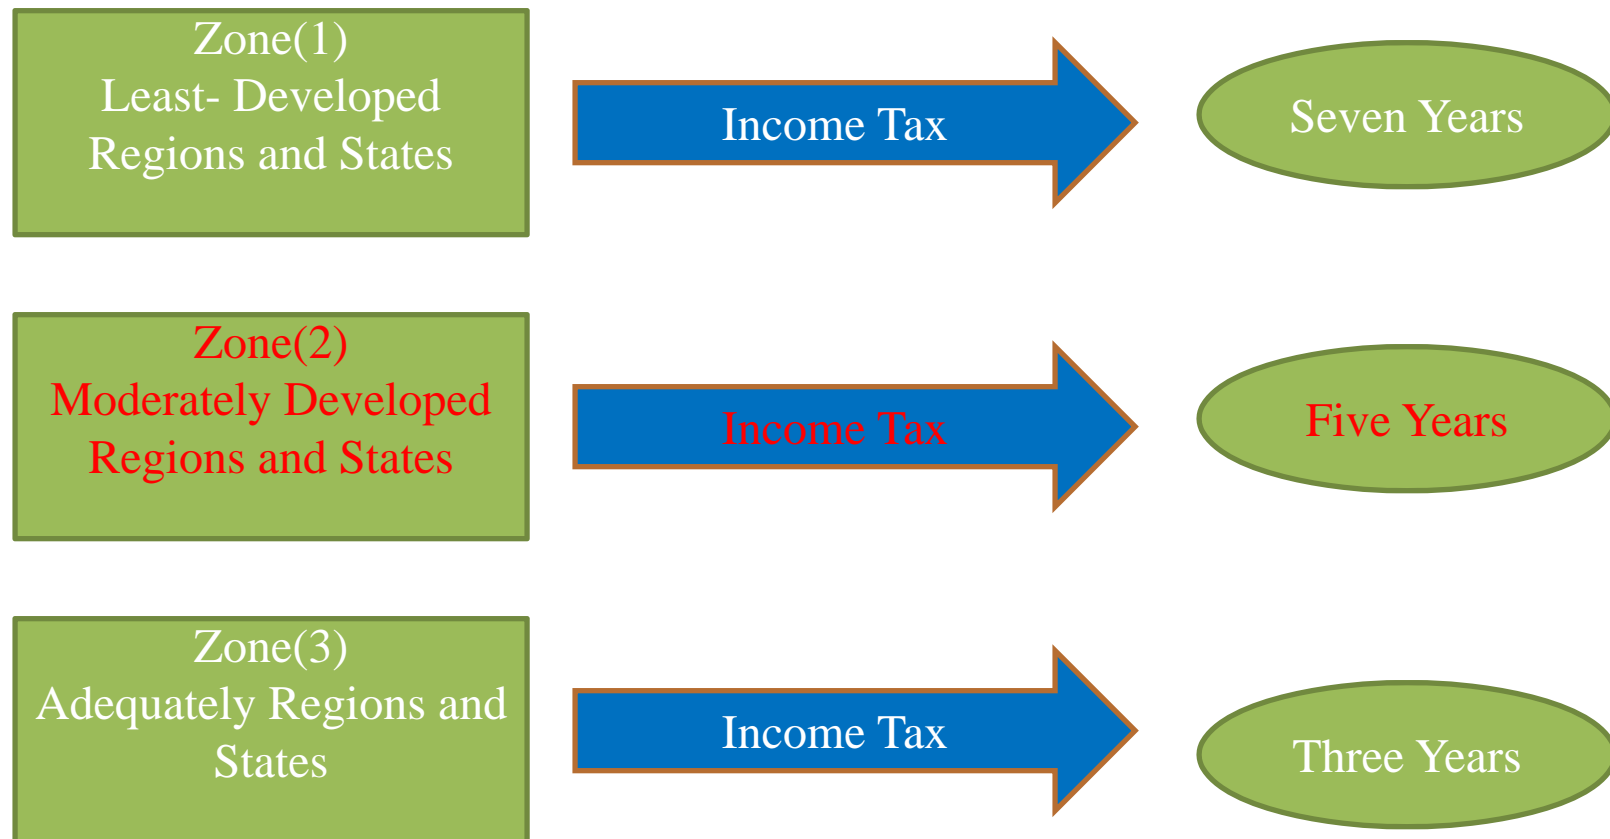 Zone(1)
Least- Developed
Regions and States
Income Tax
Seven Years
Zone(2)
Moderately Developed
Regions and States
Income Tax
Five Years
Zone(3)
Adequately Regions and
States
Income Tax
Three Years